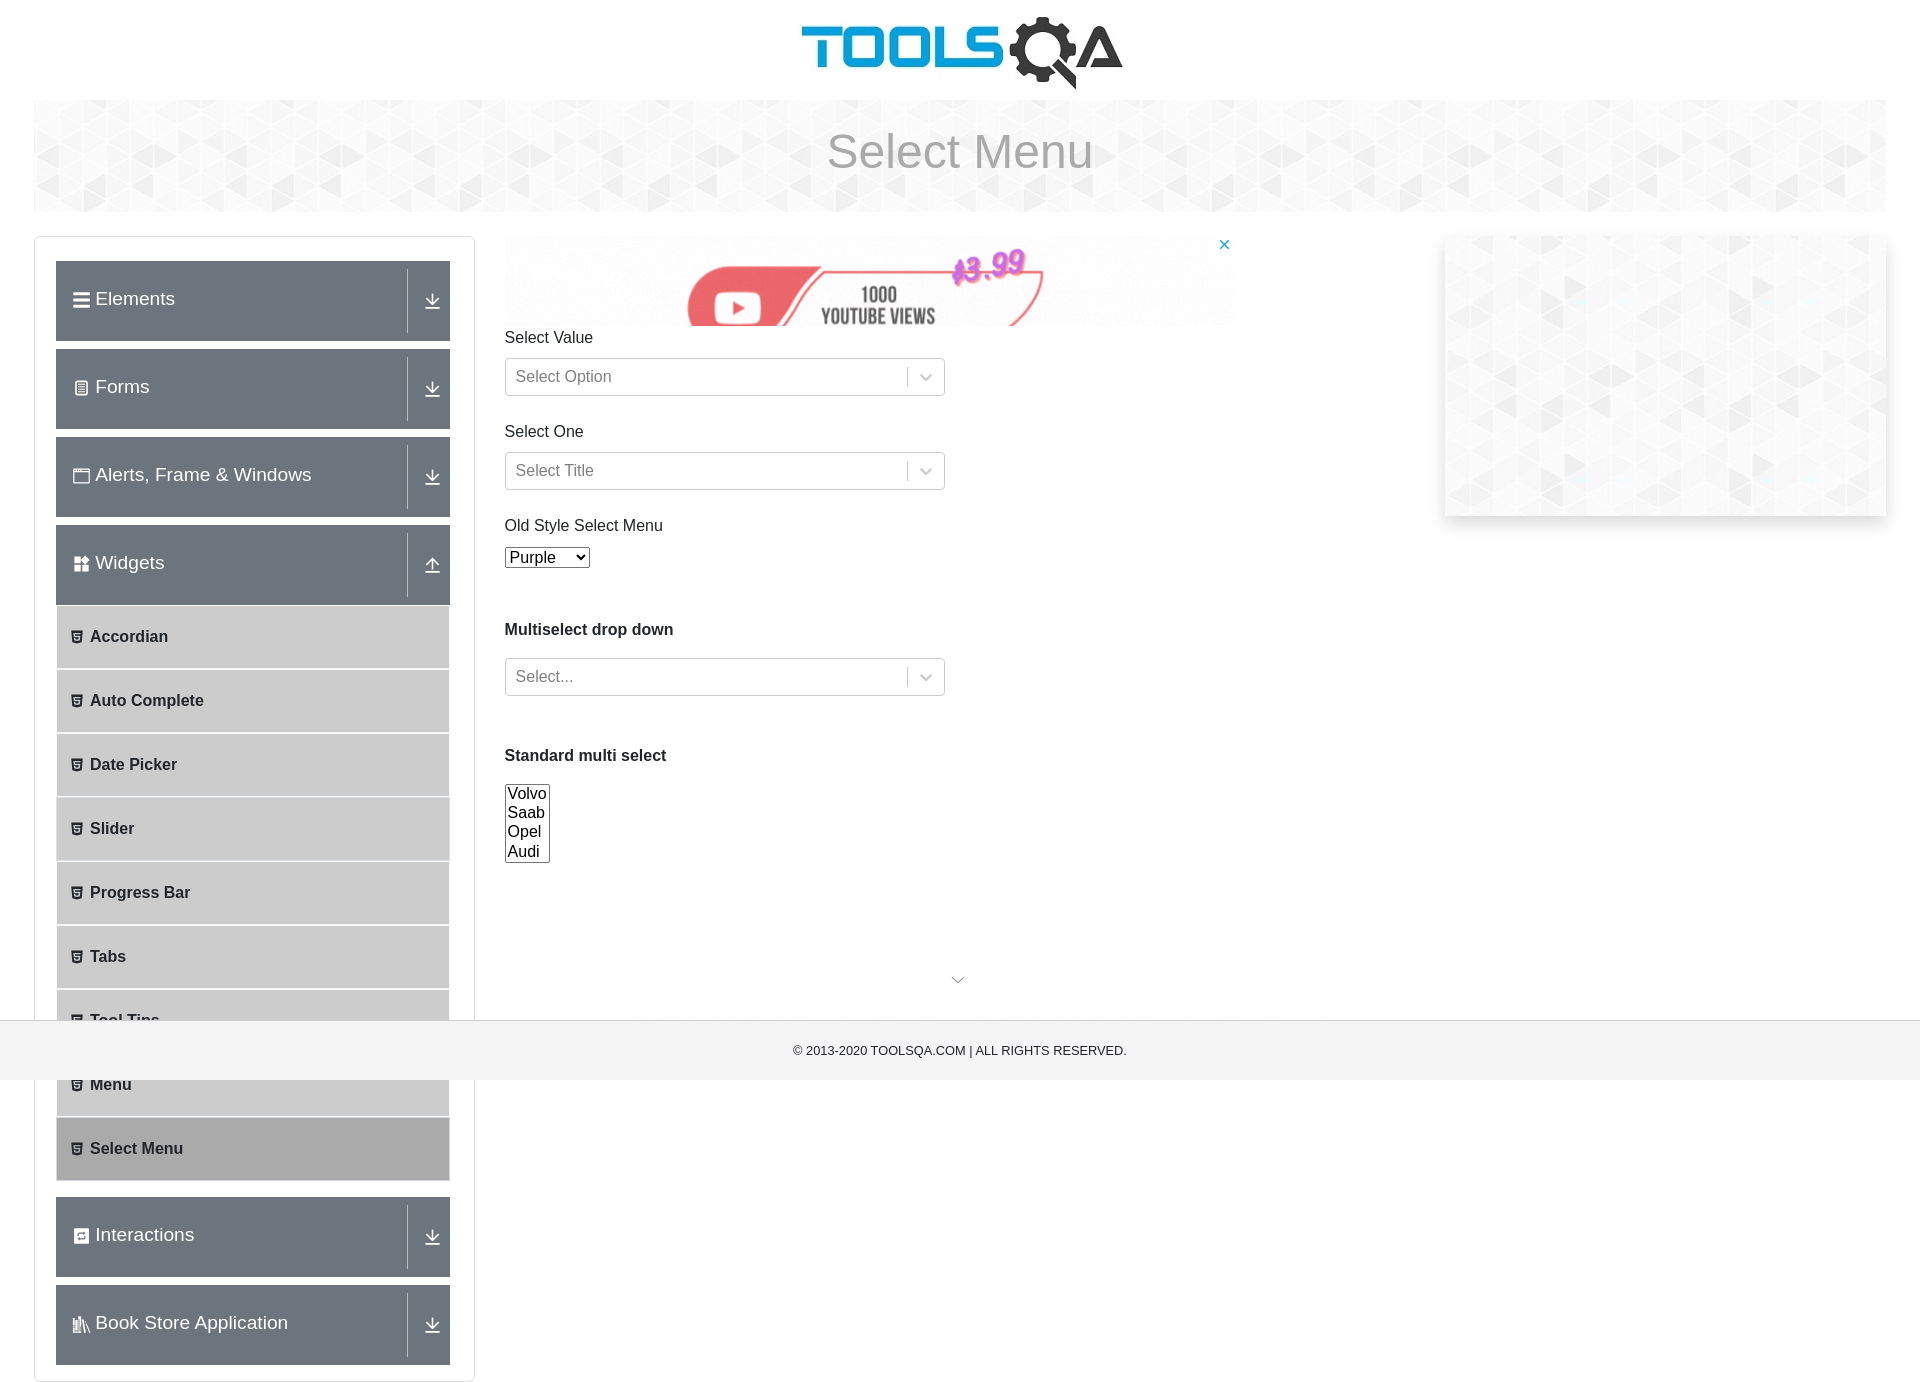 TOOLSQA
Select Menu
Elements
Forms
Alerts, Frame & Windows
Widgets
Accordian
Auto Complete
Date Picker
Slider
Progress Bar
Tabs
Tool Tips
Menu
Select Menu
Interactions
Book Store Application
$3.99
1000
YOUTUBE VIEWS
Select Value
Select Option
Select One
Select Title
Old Style Select Menu
Purple
Multiselect drop down
Select...
Standard multi select
Volvo
Saab
Opel
Audi
© 2013-2020 TOOLSQA.COM | ALL RIGHTS RESERVED.